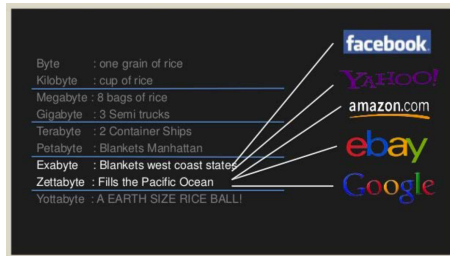 Byte : one grain of rice
Kilobyte : cup of rice
Megabyte : 8 bags of rice
Gigabyte : 3 Semi trucks
Terabyte : 2 Container Ships
Petabyte : Blankets Manhattan
Exabyte : Blankets west coast states
Zettabyte : Fills the Pacific Ocean
Yottabyte : A EARTH SIZE RICE BALL!
facebook
YAHOO!
amazon.com
ebay
Google